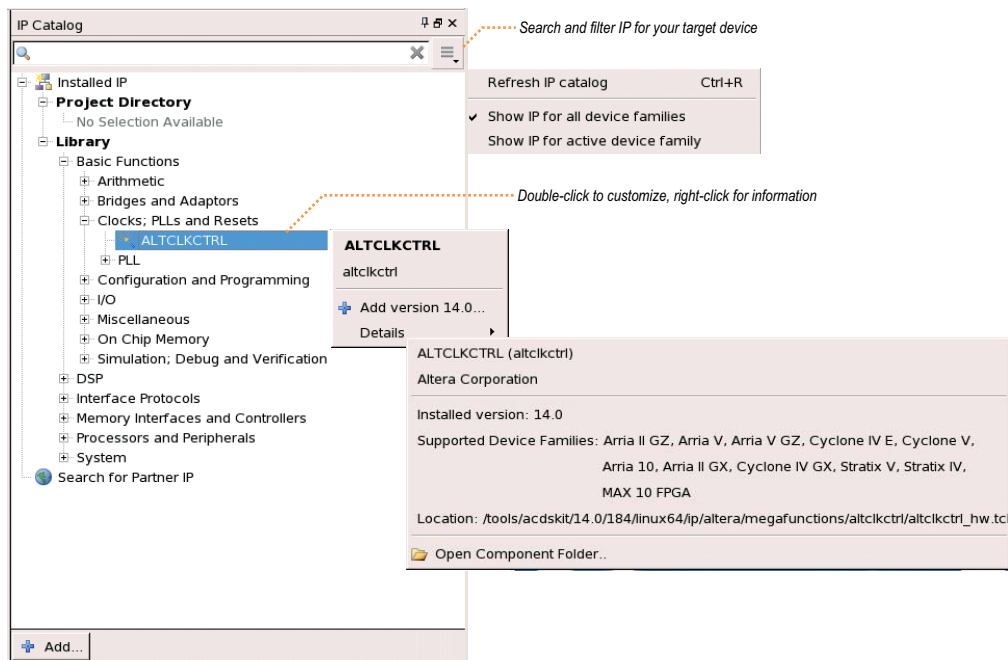 IP Catalog
Search and filter IP for your target device
Installed IP
Project Directory
No Selection Available
Library
Basic Functions
Arithmetic
Bridges and Adaptors
Clocks; PLLs and Resets
ALTCLKCTRL
PLL
Configuration and Programming
I/O
Miscellaneous
On Chip Memory
Simulation; Debug and Verification
DSP
Interface Protocols
Memory Interfaces and Controllers
Processors and Peripherals
System
Search for Partner IP
Add...
Refresh IP catalog Ctrl+R
Show IP for all device families
Show IP for active device family
Double-click to customize, right-click for information
ALTCLKCTRL
altclkctrl
Add version 14.0...
Details
ALTCLKCTRL (altclkctrl)
Altera Corporation
Installed version: 14.0
Supported Device Families: Arria II GZ, Arria V, Arria V GZ, Cyclone IV E, Cyclone V,
Arria 10, Arria II GX, Cyclone IV GX, Stratix V, Stratix IV,
MAX 10 FPGA
Location: /tools/acdskit/14.0/184/linux64/ip/altera/megafunctions/altclkctrl/altclkctrl_hw.tcl
Open Component Folder..